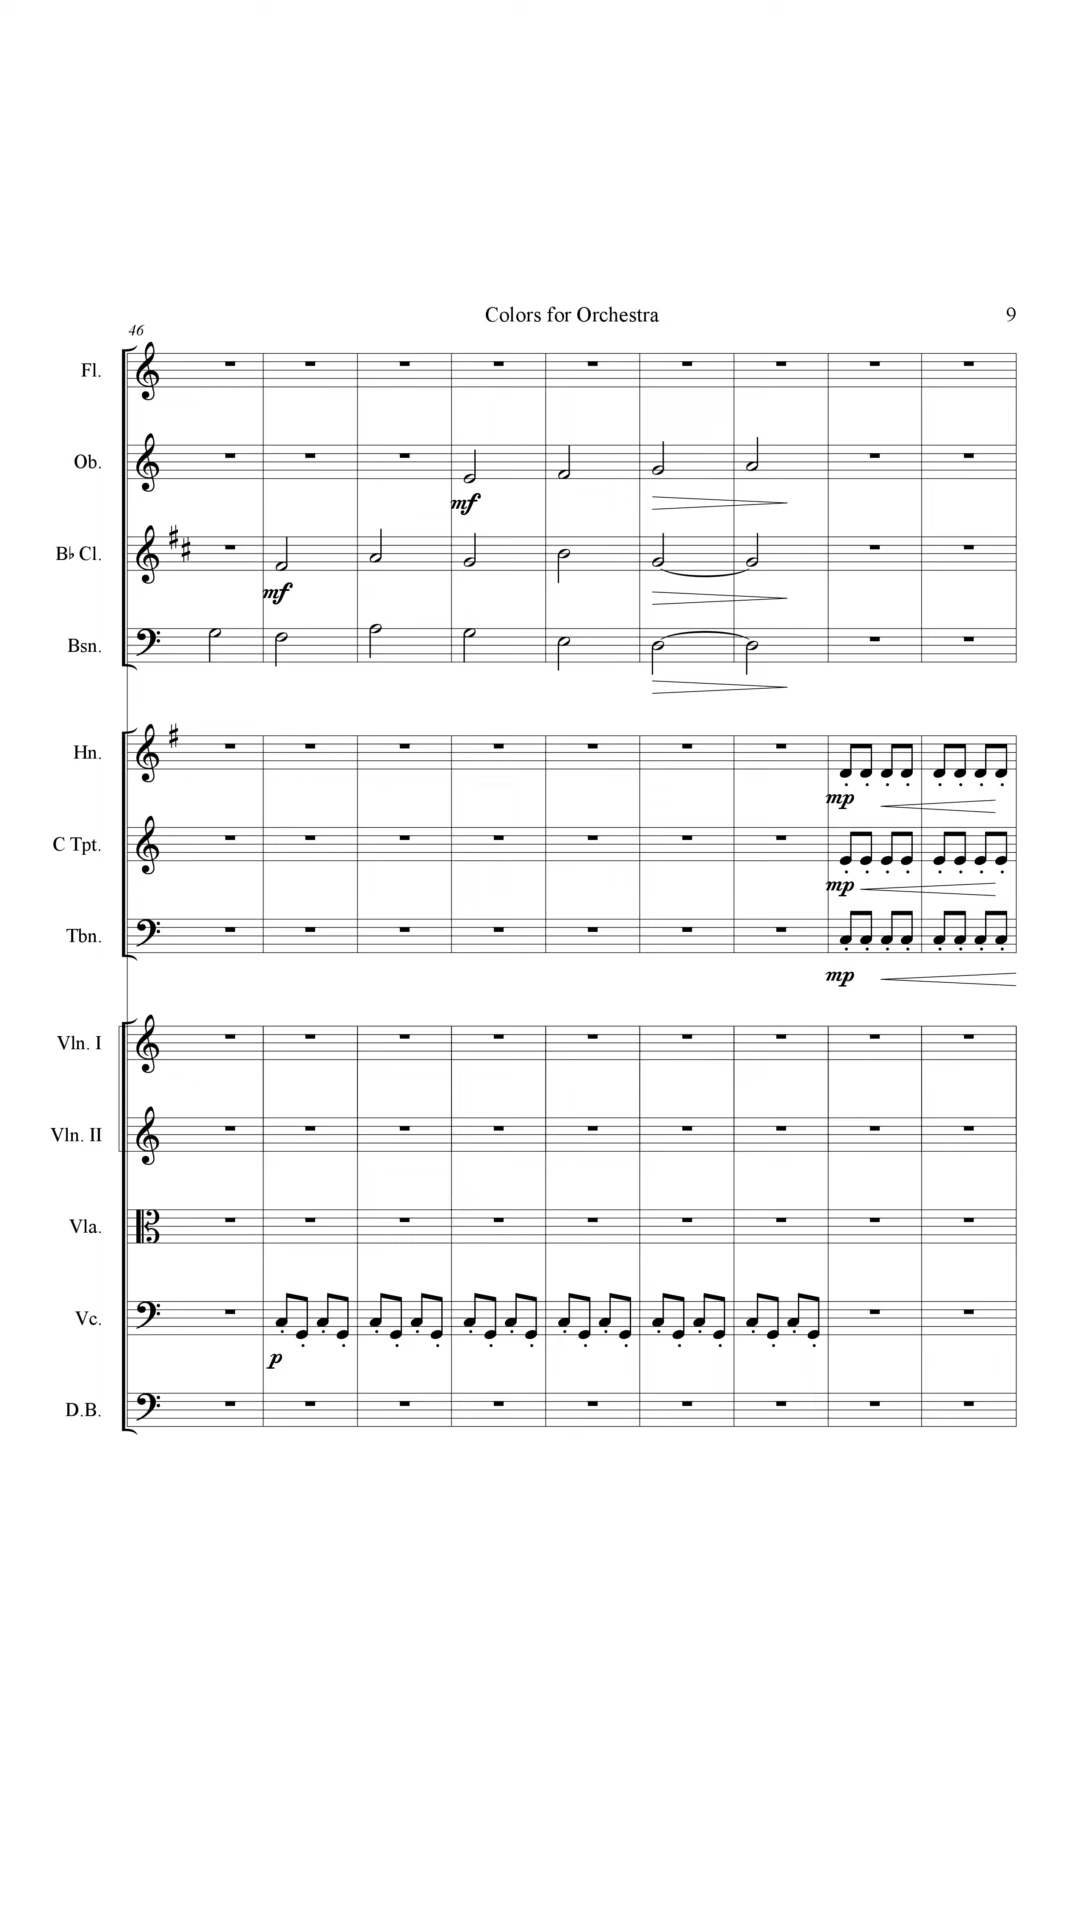 Colors for Orchestra 9
46
Fl.
Ob.
mf
B♭ Cl.
mf
Bsn.
Hn.
mp
C Tpt.
mp
Tbn.
mp
Vln. I
Vln. II
Vla.
Vc.
p
D.B.